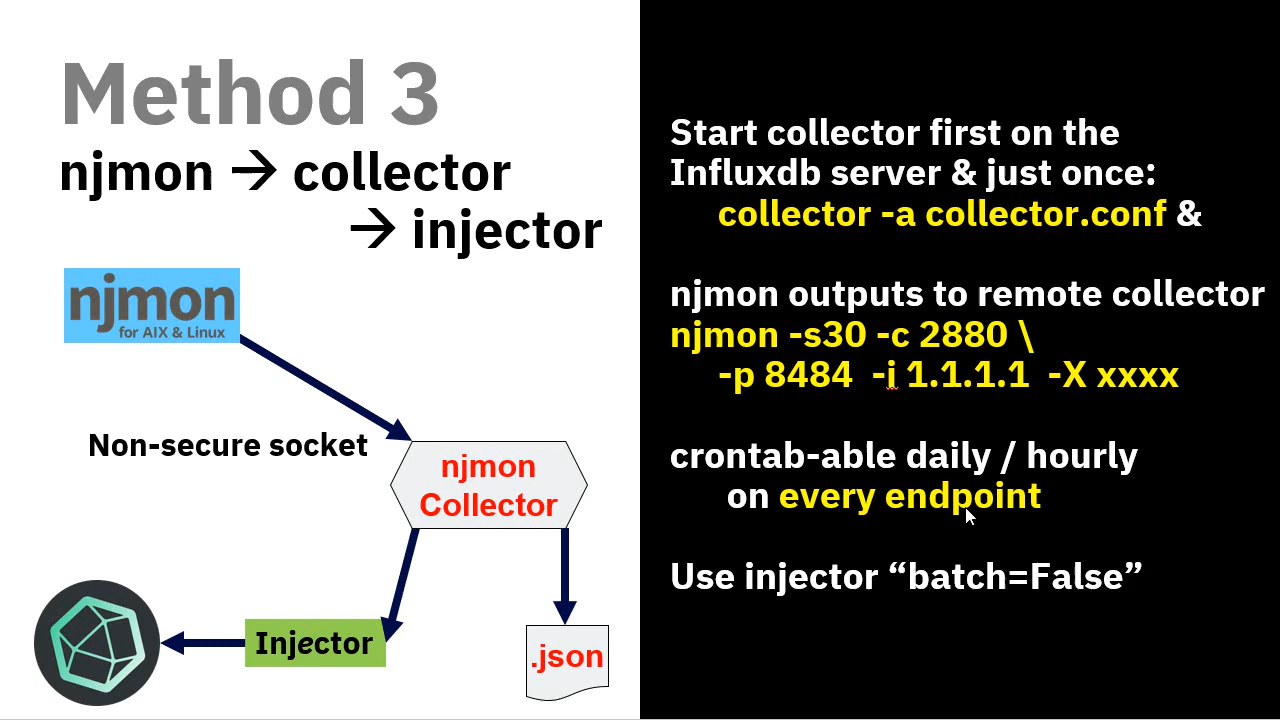 Method 3
njmon → collector
→ injector
njmon
for AIX & Linux
Non-secure socket
njmon
Collector
Injector
.json
Start collector first on the
Influxdb server & just once:
collector -a collector.conf &
njmon outputs to remote collector
njmon -s30 -c 2880 \
-p 8484 -i 1.1.1.1 -X xxxx
crontab-able daily / hourly
on every endpoint
Use injector “batch=False”